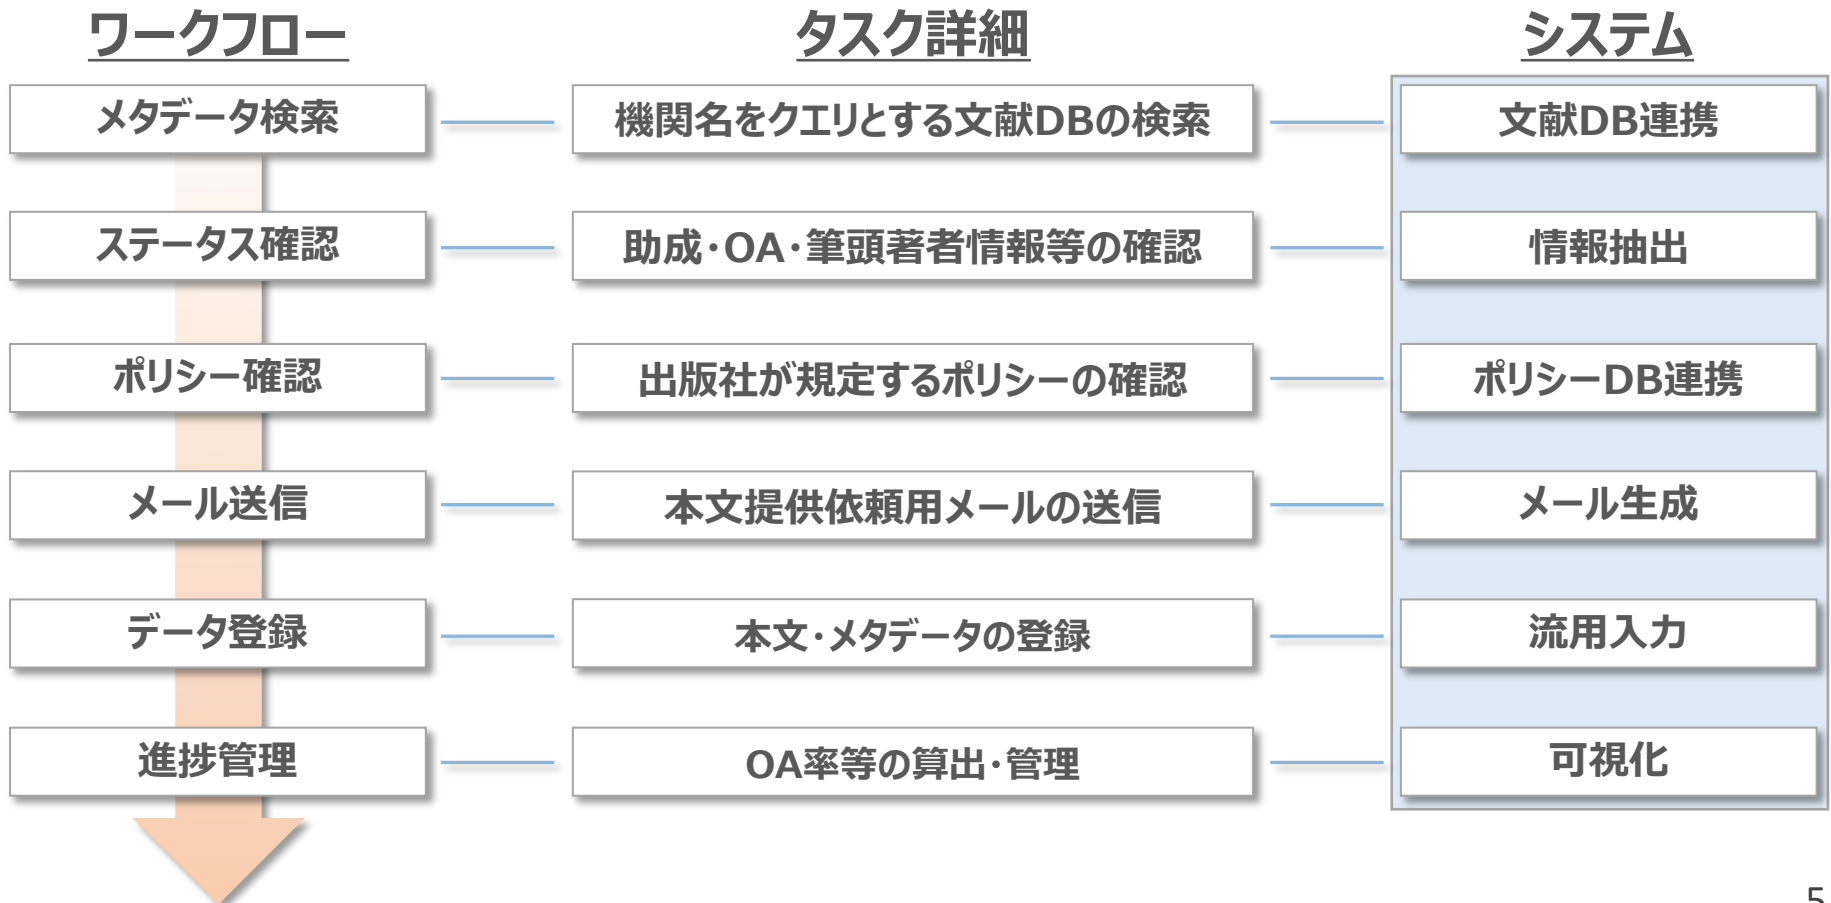 ワークフロー
タスク詳細
システム
メタデータ検索
機関名をクエリとする文献DBの検索
文献DB連携
ステータス確認
助成・OA・筆頭著者情報等の確認
情報抽出
ポリシー確認
出版社が規定するポリシーの確認
ポリシーDB連携
メール送信
本文提供依頼用メールの送信
メール生成
データ登録
本文・メタデータの登録
流用入力
進捗管理
OA率等の算出・管理
可視化
5